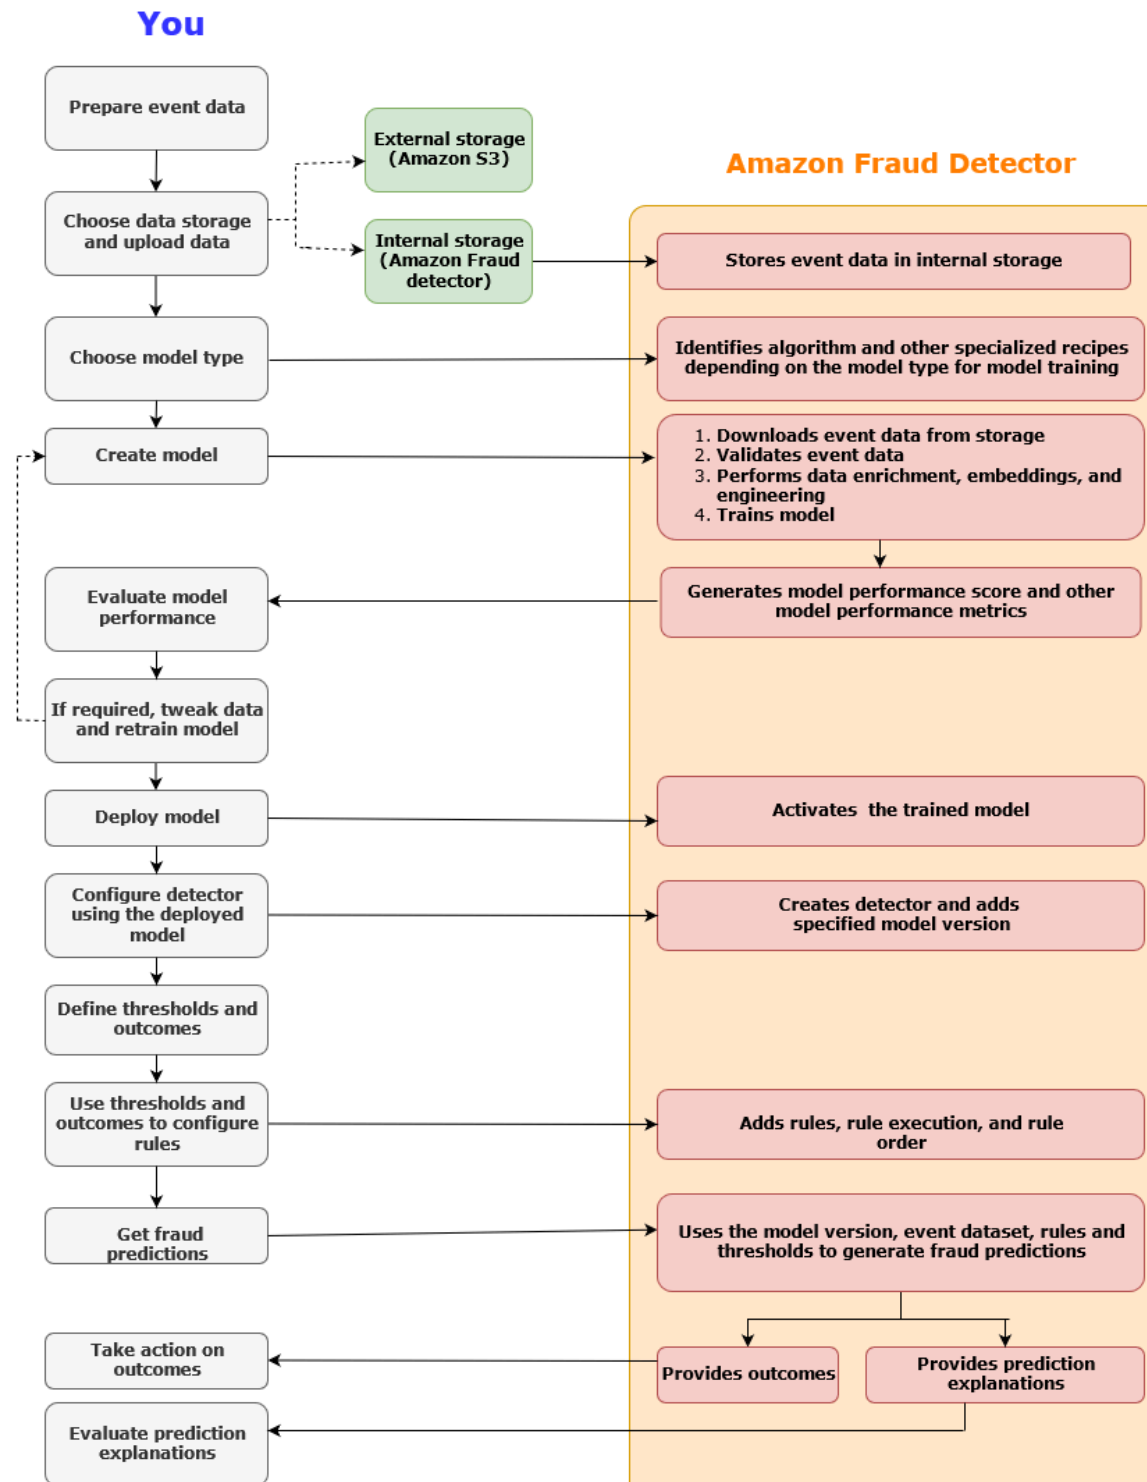 You
Prepare event data
External storage
(Amazon S3)
Amazon Fraud Detector
Choose data storage
and upload data
Internal storage
(Amazon Fraud
detector)
Stores event data in internal storage
Choose model type
Identifies algorithm and other specialized recipes
depending on the model type for model training
Create model
1. Downloads event data from storage
2. Validates event data
3. Performs data enrichment, embeddings, and
engineering
4. Trains model
Evaluate model
performance
Generates model performance score and other
model performance metrics
If required, tweak data
and retrain model
Deploy model
Activates the trained model
Configure detector
using the deployed
model
Creates detector and adds
specified model version
Define thresholds and
outcomes
Use thresholds and
outcomes to configure
rules
Adds rules, rule execution, and rule
order
Get fraud
predictions
Uses the model version, event dataset, rules and
thresholds to generate fraud predictions
Take action on
outcomes
Provides outcomes
Provides prediction
explanations
Evaluate prediction
explanations